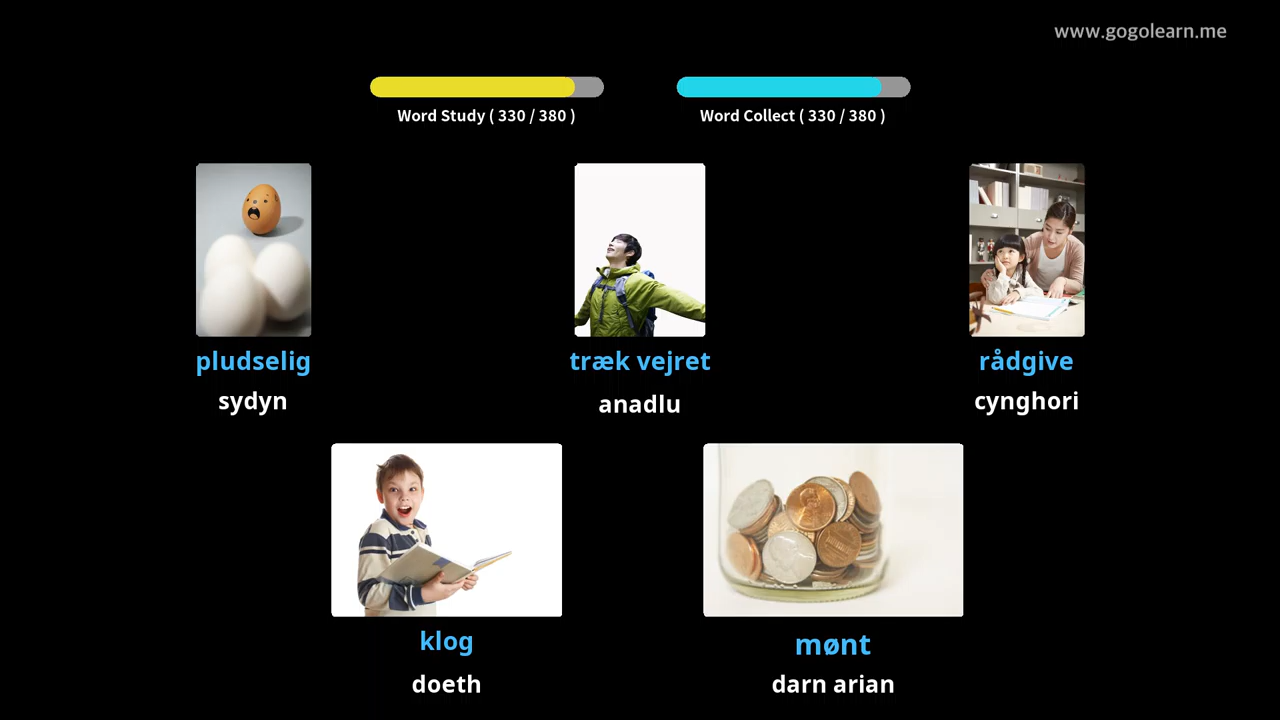 www.gogolearn.me
Word Study ( 330 / 380 )
Word Collect ( 330 / 380 )
pludselig
sydyn
træk vejret
anadlu
rådgive
cynghori
klog
doeth
mønt
darn arian